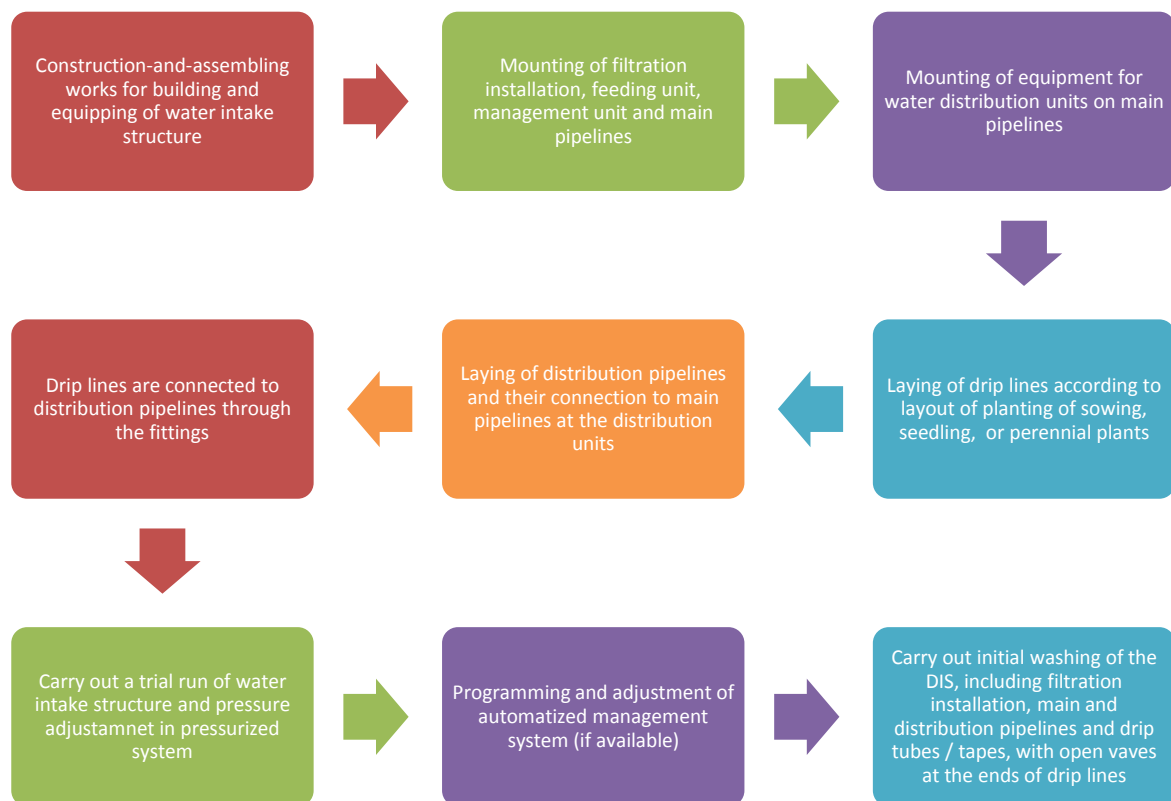 Construction-and-assembling
works for building and
equipping of water intake
structure
Mounting of filtration
installation, feeding unit,
management unit and main
pipelines
Mounting of equipment for
water distribution units on main
pipelines
Laying of drip lines according to
layout of planting of sowing,
seedling, or perennial plants
Laying of distribution pipelines
and their connection to main
pipelines at the distribution
units
Drip lines are connected to
distribution pipelines through
the fittings
Carry out a trial run of water
intake structure and pressure
adjustamnet in pressurized
system
Programming and adjustment of
automatized management
system (if available)
Carry out initial washing of the
DIS, including filtration
installation, main and
distribution pipelines and drip
tubes / tapes, with open vaves
at the ends of drip lines